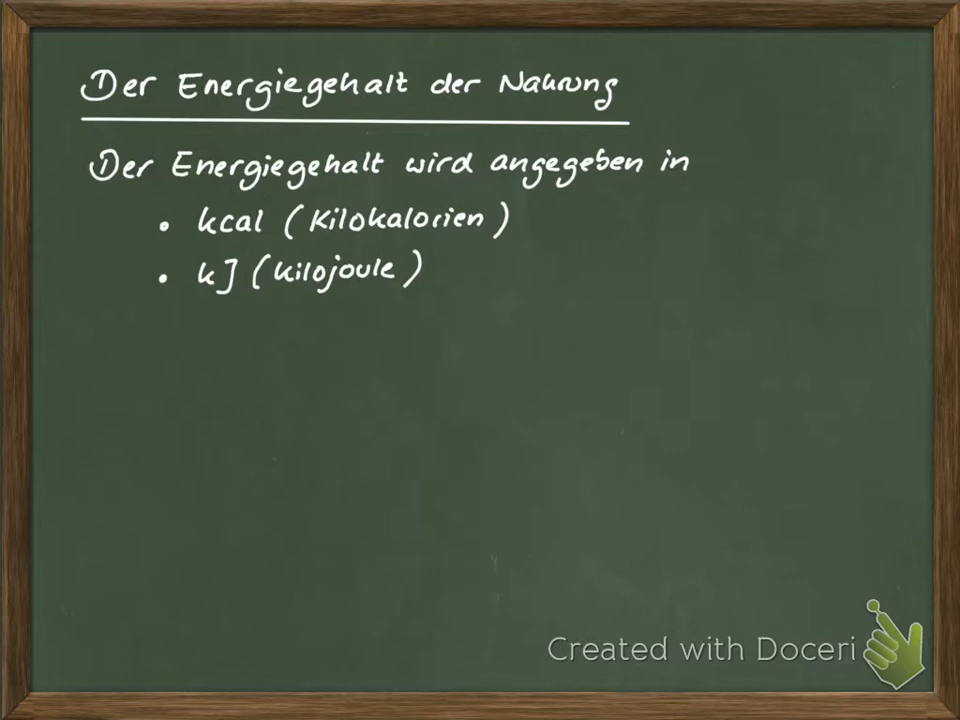 Der Energiegehalt der Nahrung
Der Energiegehalt wird angegeben in
• kcal (Kilokalorien)
• kJ (Kilojoule)
Created with Doceri